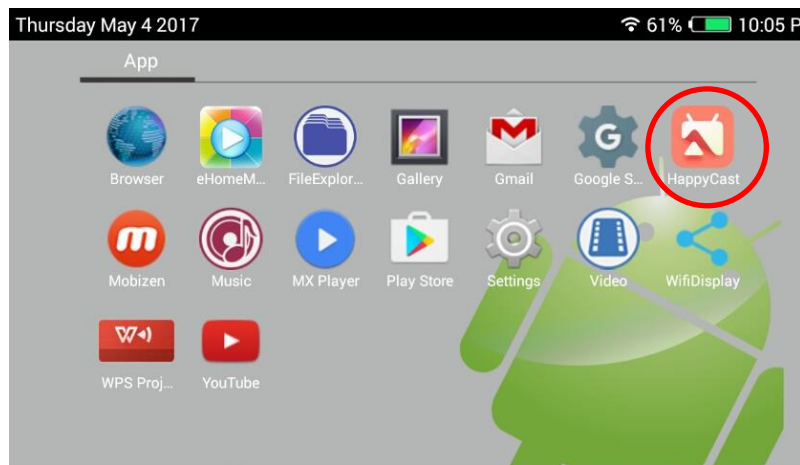 Thursday May 4 2017 61% 10:05 P
App
Browser eHomeM... FileExplor... Gallery Gmail Google S... HappyCast
Mobizen Music MX Player Play Store Settings Video WifiDisplay
WPS Proj... YouTube